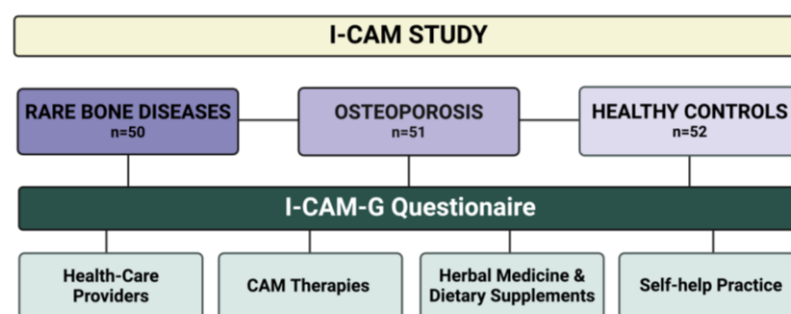 I-CAM STUDY
RARE BONE DISEASES
n=50
OSTEOPOROSIS
n=51
HEALTHY CONTROLS
n=52
I-CAM-G Questionaire
Health-Care
Providers
CAM Therapies
Herbal Medicine &
Dietary Supplements
Self-help Practice